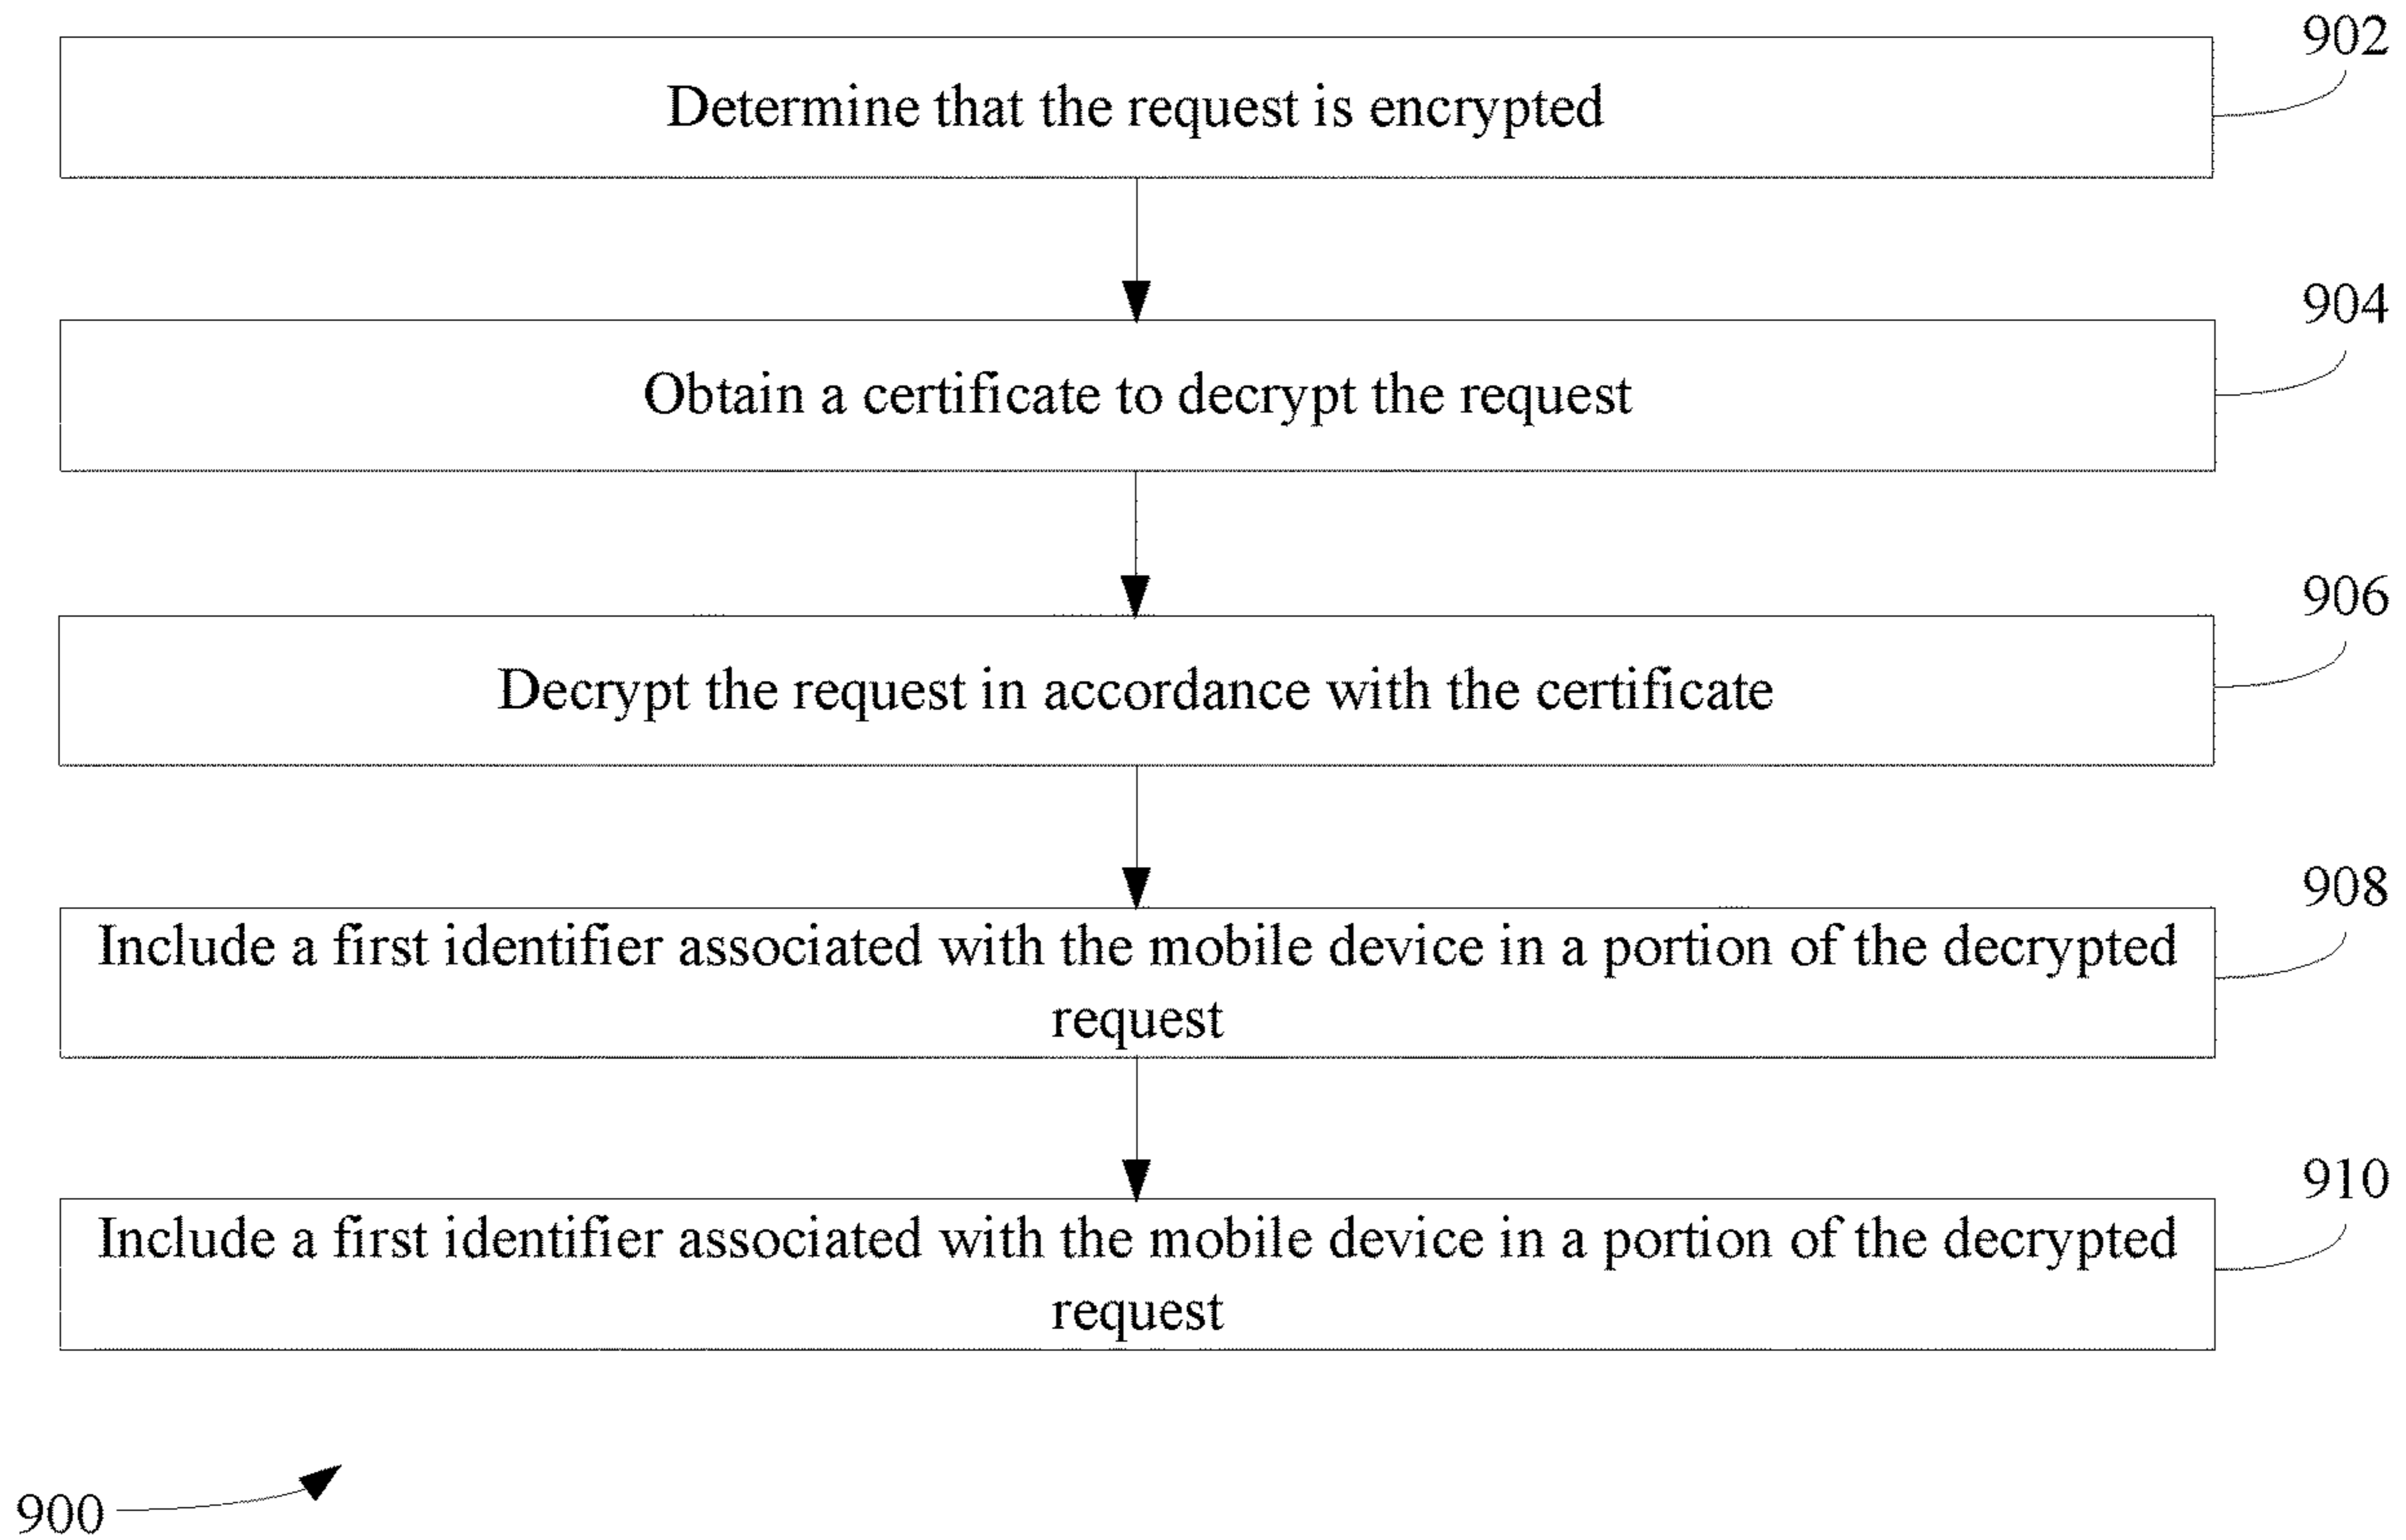 902
Determine that the request is encrypted
904
Obtain a certificate to decrypt the request
906
Decrypt the request in accordance with the certificate
908
Include a first identifier associated with the mobile device in a portion of the decrypted
request
910
Include a first identifier associated with the mobile device in a portion of the decrypted
request
900